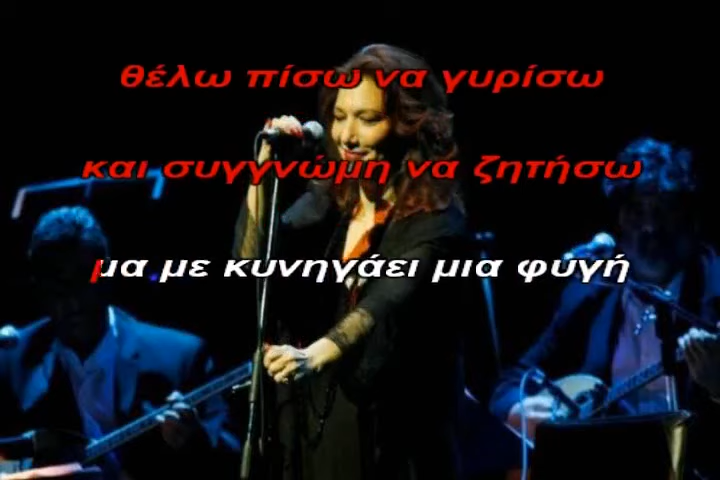 θέλω πίσω να γυρίσω
και συγγνώμη να ζητήσω
μα με κυνηγάει μια φυγή